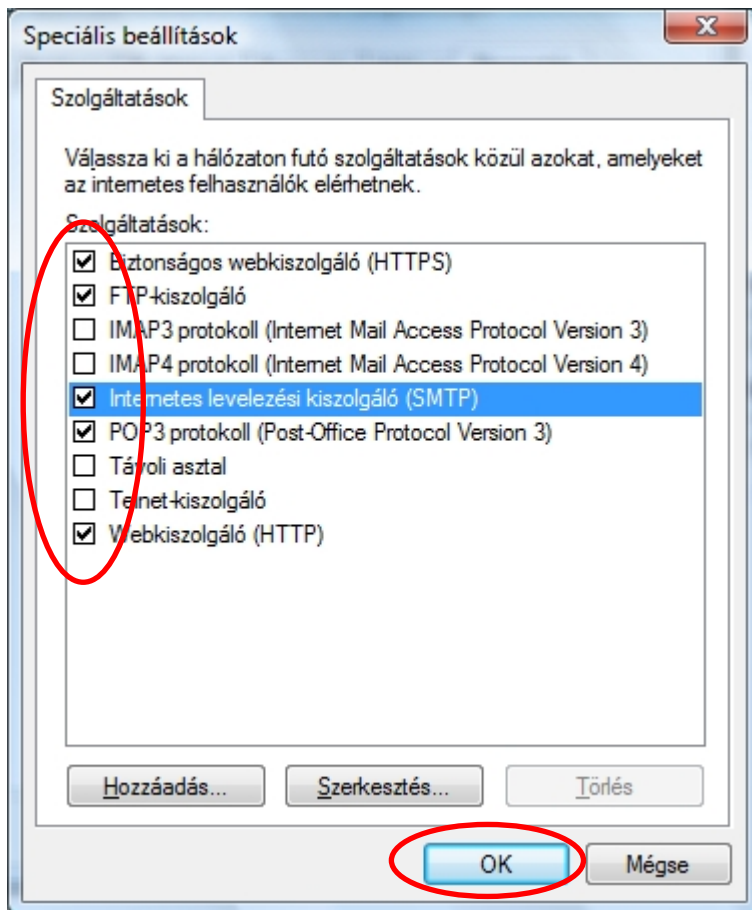 Speciális beállítások
Szolgáltatások
Válassza ki a hálózaton futó szolgáltatások közül azokat, amelyeket
az internetes felhasználók elérhetnek.
Szolgáltatások:
Biztonságos webkiszolgáló (HTTPS)
FTP-kiszolgáló
IMAP3 protokoll (Internet Mail Access Protocol Version 3)
IMAP4 protokoll (Internet Mail Access Protocol Version 4)
Internetes levelezési kiszolgáló (SMTP)
POP3 protokoll (Post-Office Protocol Version 3)
Távoli asztal
Telnet-kiszolgáló
Webkiszolgáló (HTTP)
Hozzáadás... Szerkesztés... Törlés
OK Mégse